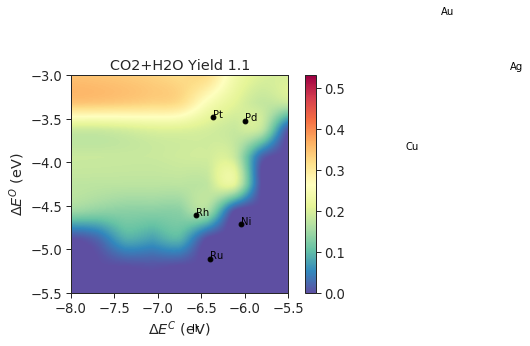 Au
Ag
CO2+H2O Yield 1.1
−3.0
−3.5
−4.0
−4.5
−5.0
−5.5
ΔE^O (eV)
Pt
Pd
Rh
Ni
Ru
0.5
0.4
0.3
0.2
0.1
0.0
Cu
−8.0 −7.5 −7.0 −6.5 −6.0 −5.5
ΔE^C (eV)